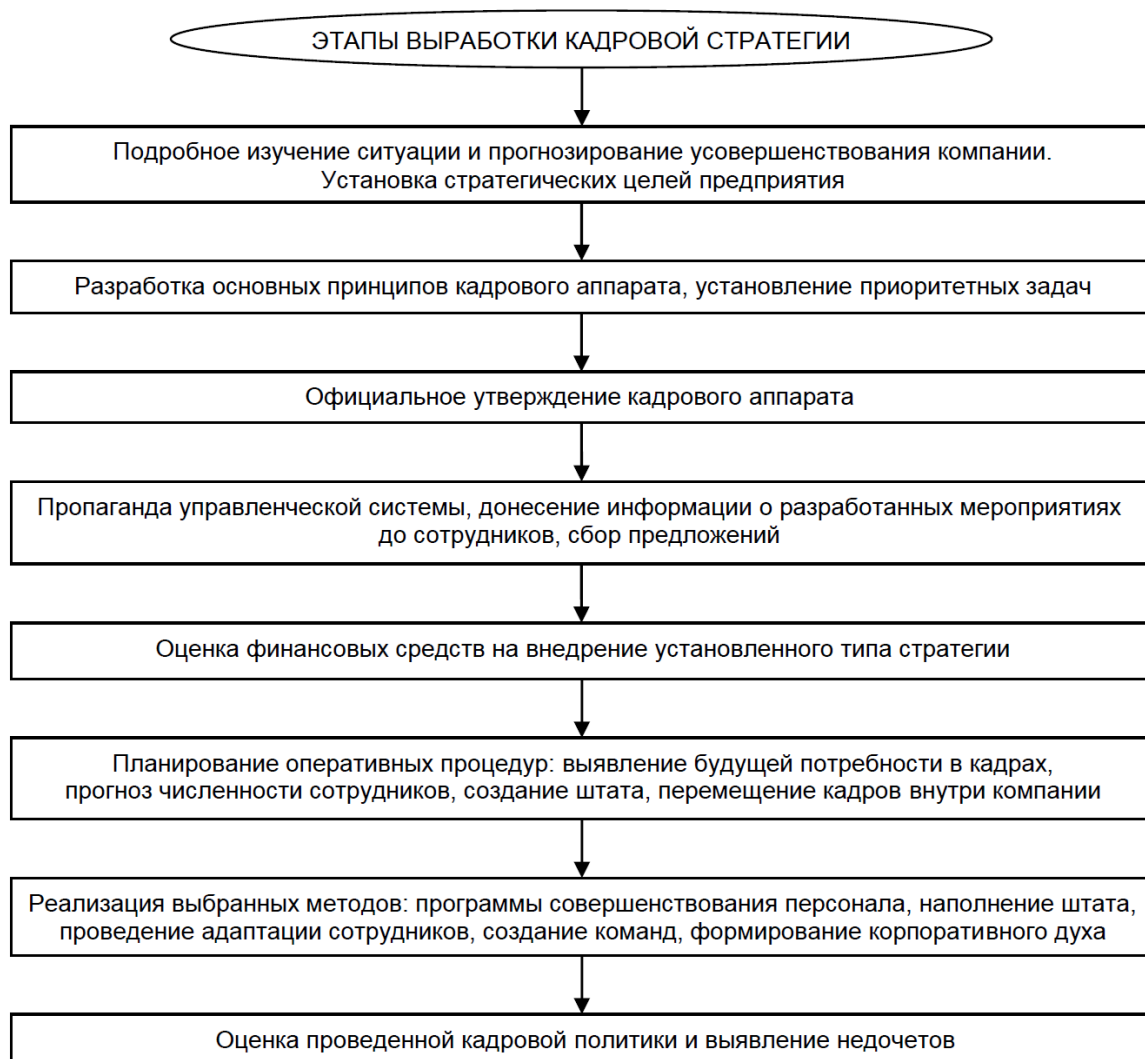 ЭТАПЫ ВЫРАБОТКИ КАДРОВОЙ СТРАТЕГИИ
Подробное изучение ситуации и прогнозирование усовершенствования компании.
Установка стратегических целей предприятия
Разработка основных принципов кадрового аппарата, установление приоритетных задач
Официальное утверждение кадрового аппарата
Пропаганда управленческой системы, донесение информации о разработанных мероприятиях
до сотрудников, сбор предложений
Оценка финансовых средств на внедрение установленного типа стратегии
Планирование оперативных процедур: выявление будущей потребности в кадрах,
прогноз численности сотрудников, создание штата, перемещение кадров внутри компании
Реализация выбранных методов: программы совершенствования персонала, наполнение штата,
проведение адаптации сотрудников, создание команд, формирование корпоративного духа
Оценка проведенной кадровой политики и выявление недочетов